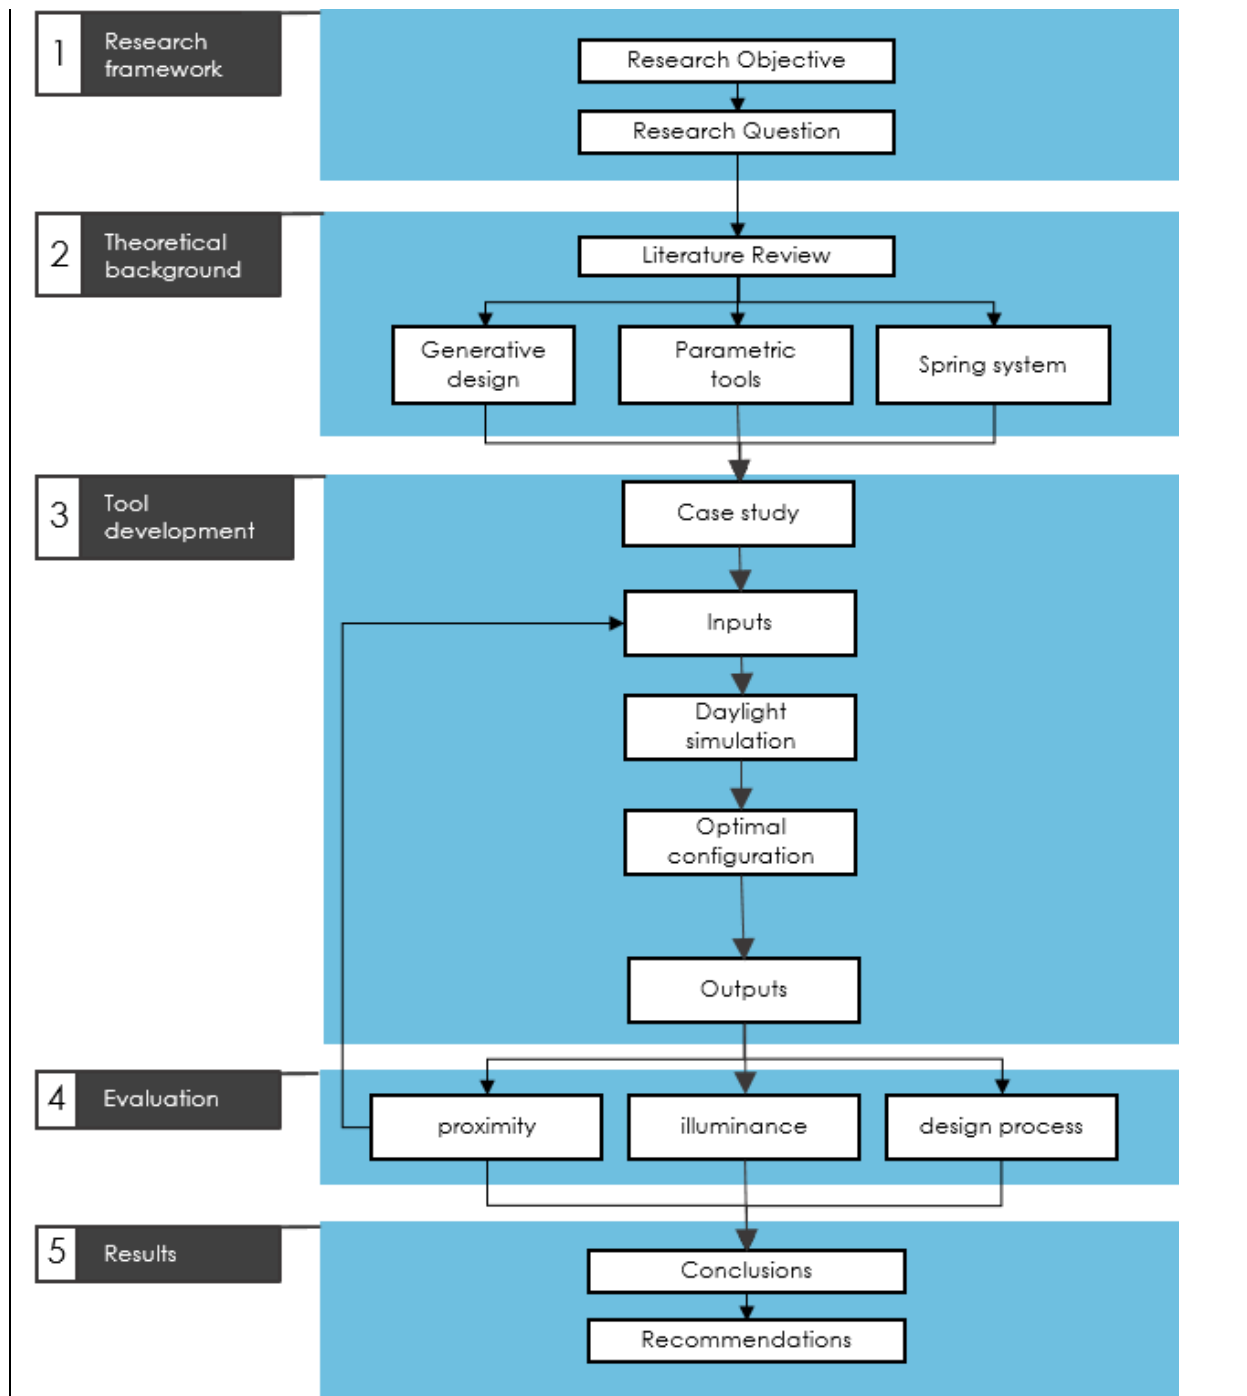 1
Research
framework
Research Objective
Research Question
2
Theoretical
background
Literature Review
Generative
design
Parametric
tools
Spring system
3
Tool
development
Case study
Inputs
Daylight
simulation
Optimal
configuration
Outputs
4
Evaluation
proximity
illuminance
design process
5
Results
Conclusions
Recommendations